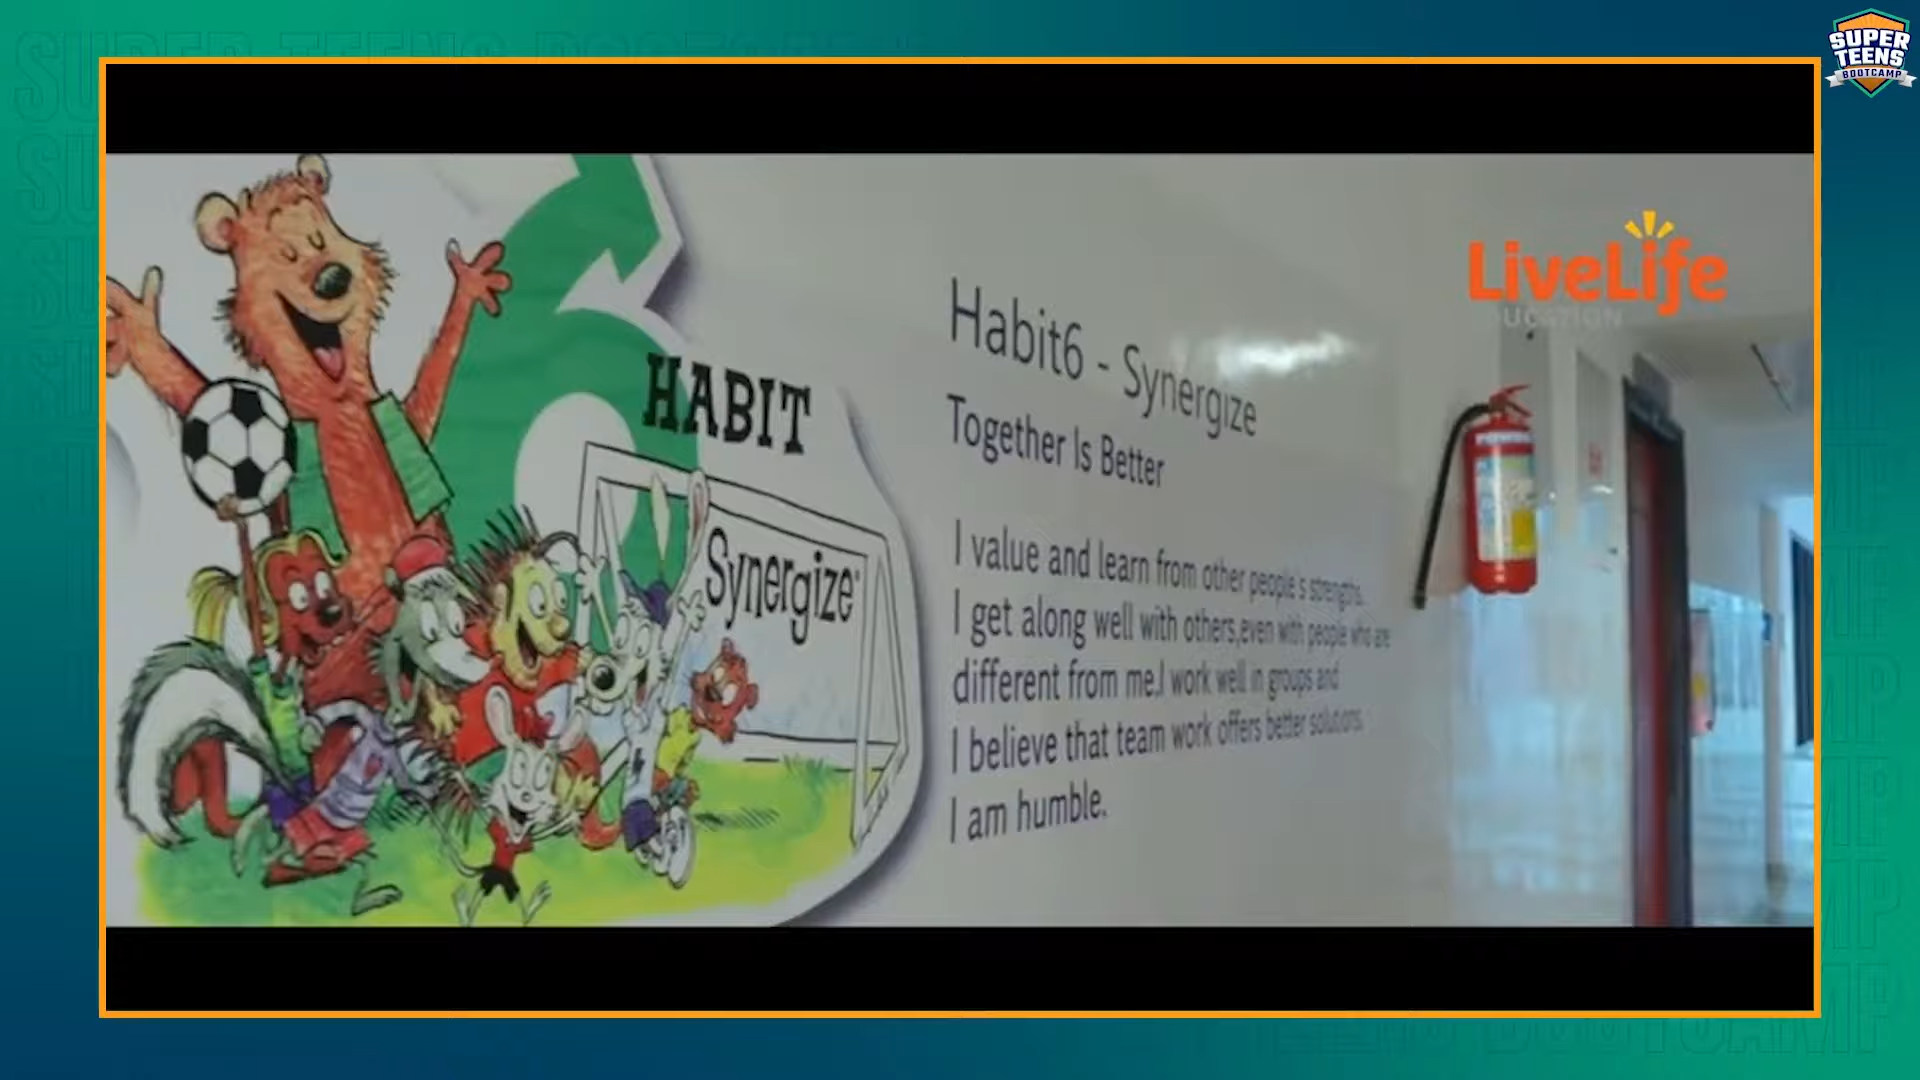 SUPER
TEENS
BOOTCAMP
LiveLife
HABIT
Synergize
Habit6 - Synergize
Together Is Better
I value and learn from other people's strengths.
I get along well with others,even with people who are
different from me.I work well in groups and
I believe that team work offers better solutions.
I am humble.